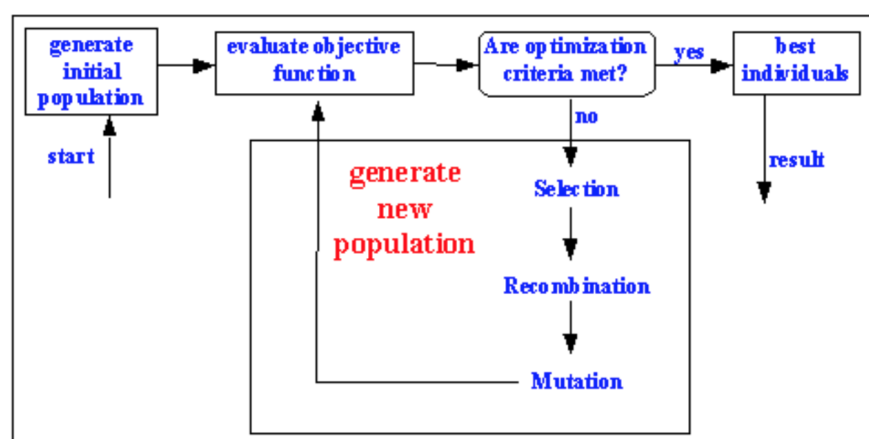 generate
initial
population
evaluate objective
function
Are optimization
criteria met?
yes
best
individuals
start
no
result
generate
new
population
Selection
Recombination
Mutation